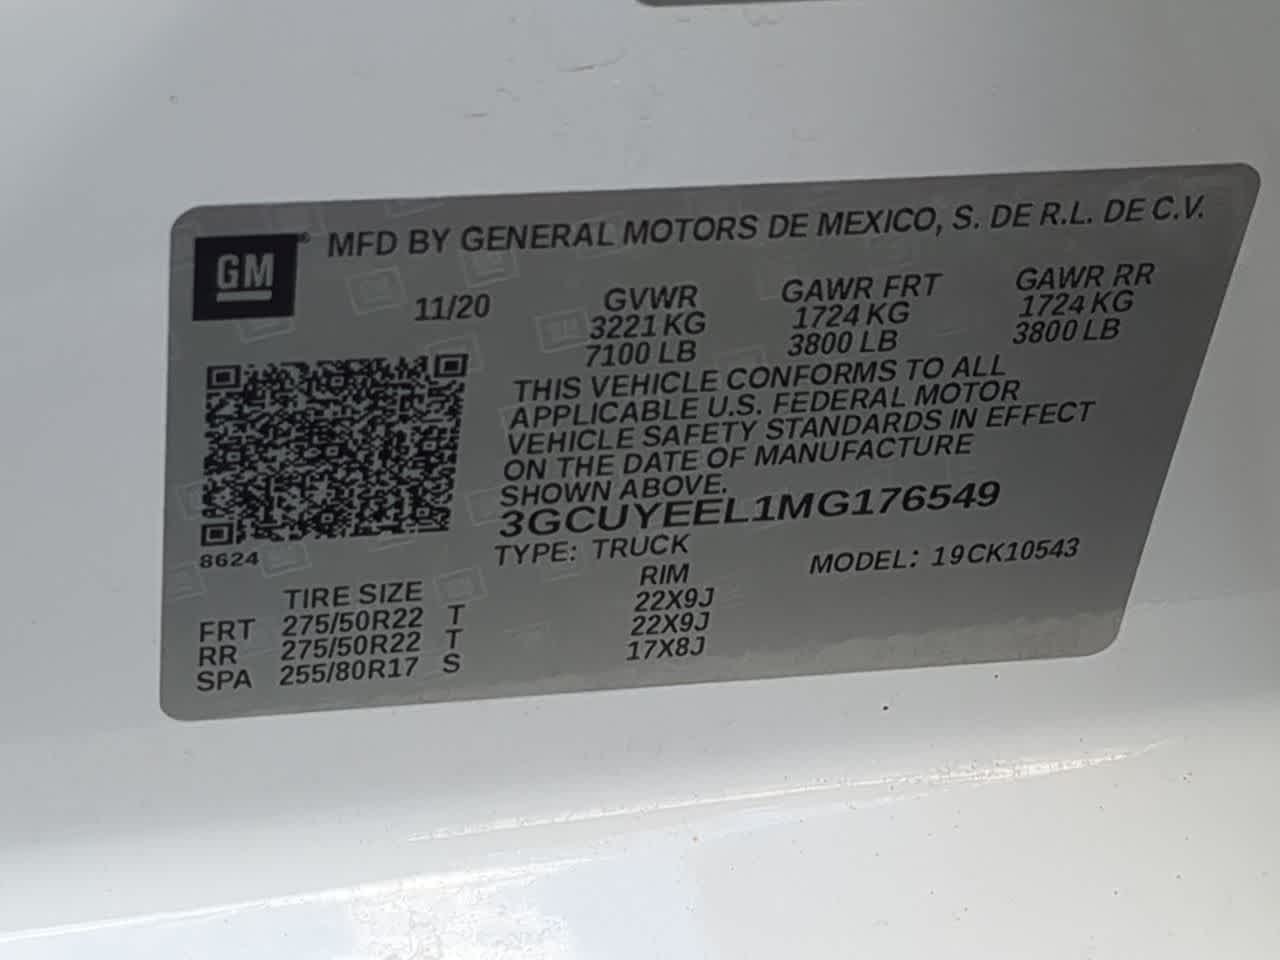 GM® MFD BY GENERAL MOTORS DE MEXICO, S. DE R.L. DE C.V.
11/20 GVWR GAWR FRT GAWR RR
3221 KG 1724 KG 1724 KG
7100 LB 3800 LB 3800 LB
THIS VEHICLE CONFORMS TO ALL
APPLICABLE U.S. FEDERAL MOTOR
VEHICLE SAFETY STANDARDS IN EFFECT
ON THE DATE OF MANUFACTURE
SHOWN ABOVE.
3GCUYEEL1MG176549
8624 TYPE: TRUCK MODEL: 19CK10543
TIRE SIZE RIM
FRT 275/50R22 T 22X9J
RR 275/50R22 T 22X9J
SPA 255/80R17 S 17X8J